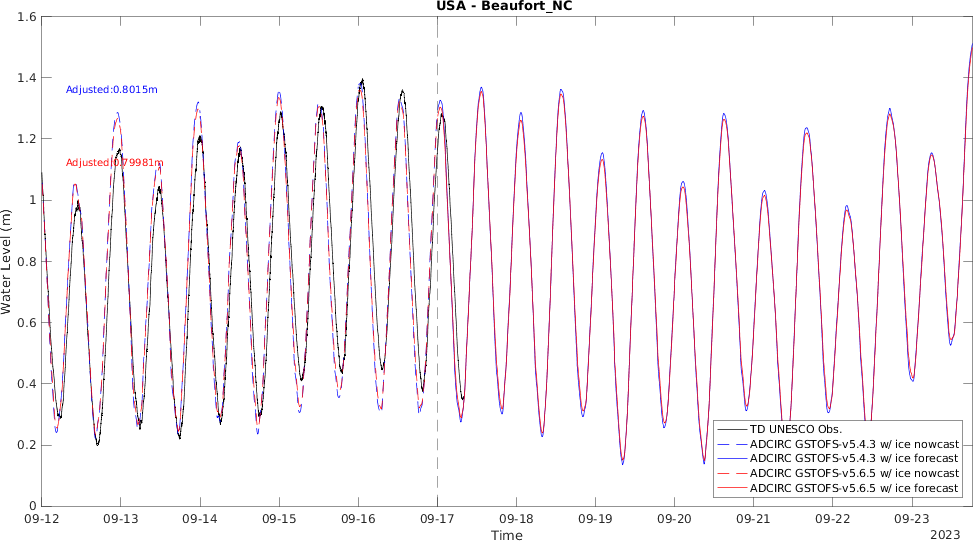 USA - Beaufort_NC
1.6
1.4
1.2
1
0.8
0.6
0.4
0.2
0
Water Level (m)
Adjusted:0.8015m
Adjusted:0.79981m
TD UNESCO Obs.
ADCIRC GSTOFS-v5.4.3 w/ ice nowcast
ADCIRC GSTOFS-v5.4.3 w/ ice forecast
ADCIRC GSTOFS-v5.6.5 w/ ice nowcast
ADCIRC GSTOFS-v5.6.5 w/ ice forecast
09-12 09-13 09-14 09-15 09-16 09-17 09-18 09-19 09-20 09-21 09-22 09-23
Time
2023